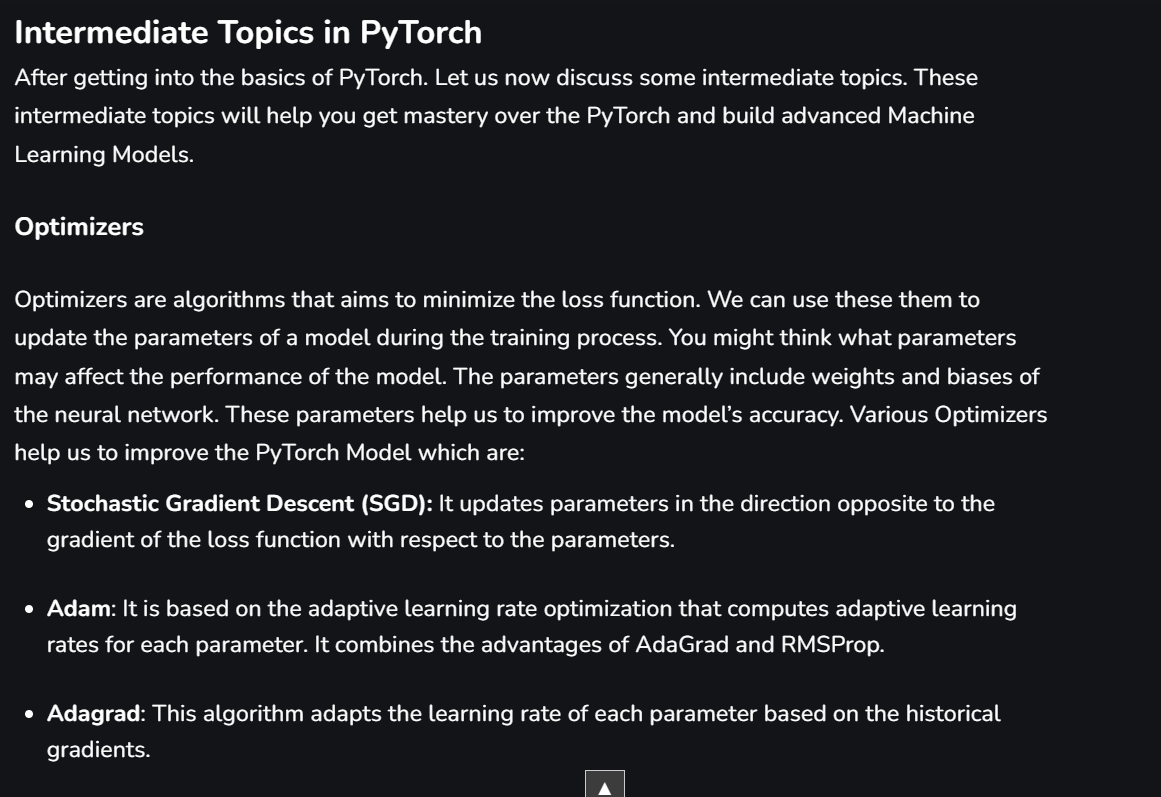 Intermediate Topics in PyTorch
After getting into the basics of PyTorch. Let us now discuss some intermediate topics. These
intermediate topics will help you get mastery over the PyTorch and build advanced Machine
Learning Models.
Optimizers
Optimizers are algorithms that aims to minimize the loss function. We can use these them to
update the parameters of a model during the training process. You might think what parameters
may affect the performance of the model. The parameters generally include weights and biases of
the neural network. These parameters help us to improve the model’s accuracy. Various Optimizers
help us to improve the PyTorch Model which are:
• Stochastic Gradient Descent (SGD): It updates parameters in the direction opposite to the
gradient of the loss function with respect to the parameters.
• Adam: It is based on the adaptive learning rate optimization that computes adaptive learning
rates for each parameter. It combines the advantages of AdaGrad and RMSProp.
• Adagrad: This algorithm adapts the learning rate of each parameter based on the historical
gradients.